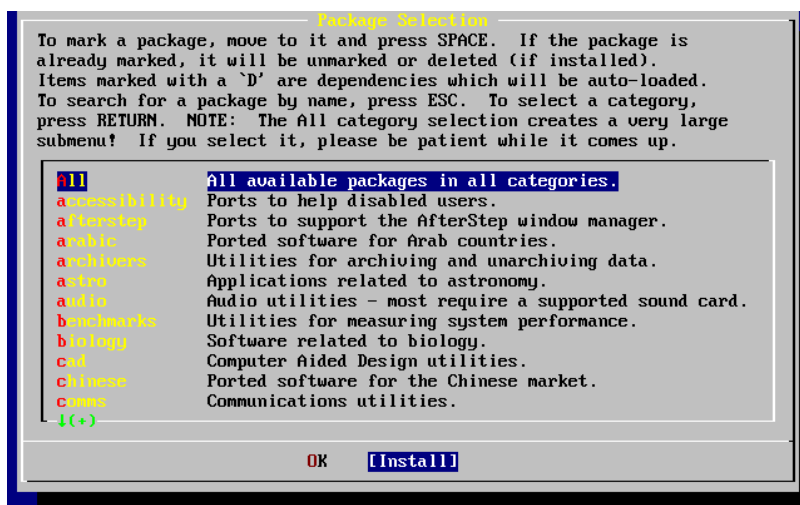 Package Selection
To mark a package, move to it and press SPACE.  If the package is
already marked, it will be unmarked or deleted (if installed).
Items marked with a `D' are dependencies which will be auto-loaded.
To search for a package by name, press ESC.  To select a category,
press RETURN.  NOTE:  The All category selection creates a very large
submenu!  If you select it, please be patient while it comes up.
All All available packages in all categories.
accessibility Ports to help disabled users.
afterstep Ports to support the AfterStep window manager.
arabic Ported software for Arab countries.
archivers Utilities for archiving and unarchiving data.
astro Applications related to astronomy.
audio Audio utilities - most require a supported sound card.
benchmarks Utilities for measuring system performance.
biology Software related to biology.
cad Computer Aided Design utilities.
chinese Ported software for the Chinese market.
comms Communications utilities.
↓(+)
OK [Install]